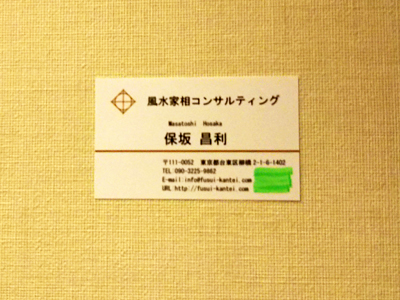 風水家相コンサルティング
Masatoshi Hosaka
保坂 昌利
〒111-0052 東京都台東区柳橋2-1-6-1402
TEL 090-3225-9862
E-mail info@fusui-kantei.com
URL http://fusui-kantei.com